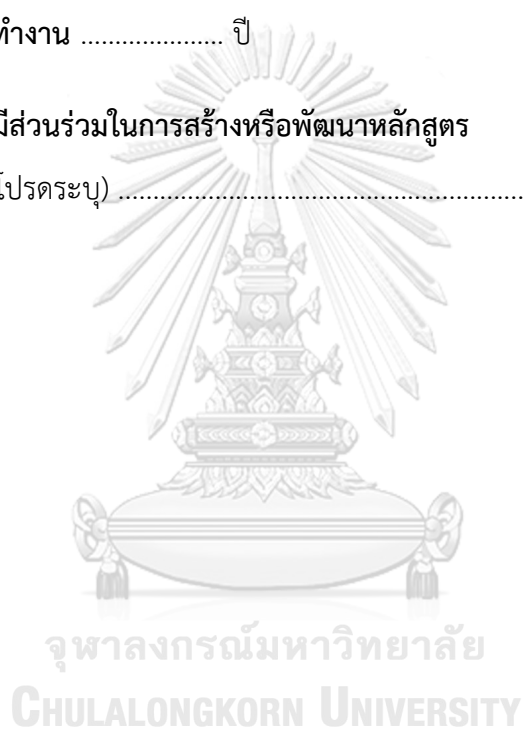 ทำงาน ..................... ปี
มีส่วนร่วมในการสร้างหรือพัฒนาหลักสูตร
โปรดระบุ) ............................................................
จุฬาลงกรณ์มหาวิทยาลัย
CHULALONGKORN UNIVERSITY